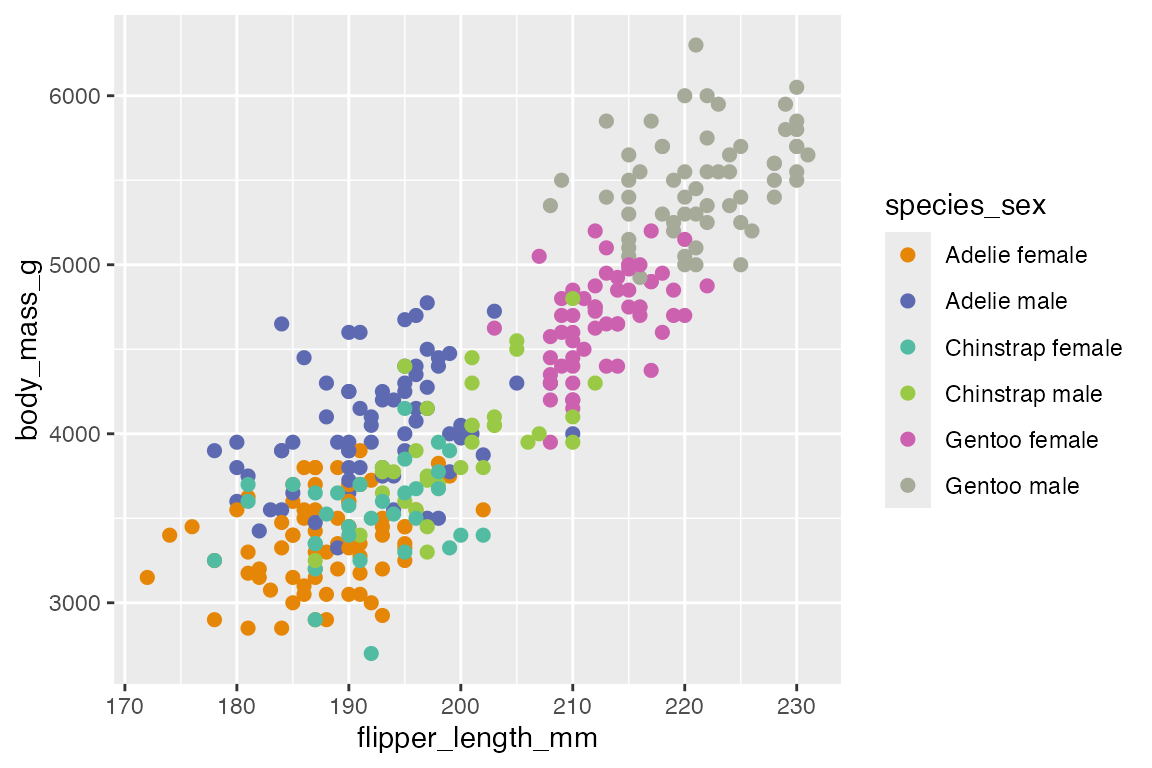 body_mass_g
6000
5000
4000
3000
170 180 190 200 210 220 230
flipper_length_mm
species_sex
Adelie female
Adelie male
Chinstrap female
Chinstrap male
Gentoo female
Gentoo male